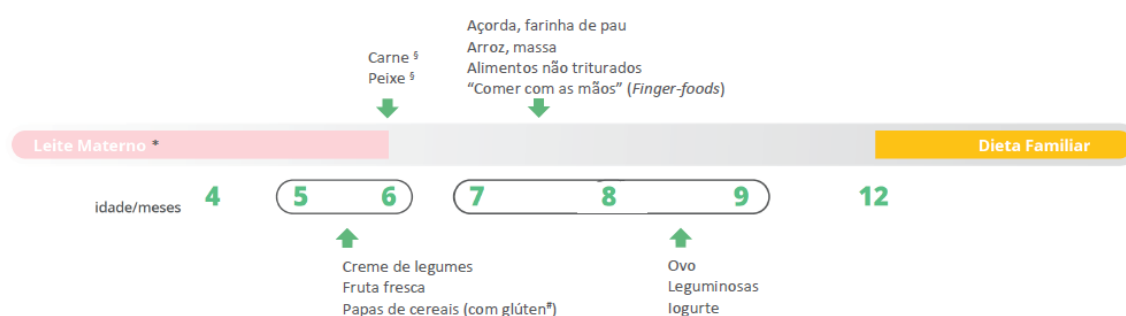 Açorda, farinha de pau
Arroz, massa
Alimentos não triturados
“Comer com as mãos” (Finger-foods)
Carne §
Peixe §
Leite Materno *
Dieta Familiar
idade/meses 4 5 6 7 8 9 12
Creme de legumes
Fruta fresca
Papas de cereais (com glúten#)
Ovo
Leguminosas
Iogurte